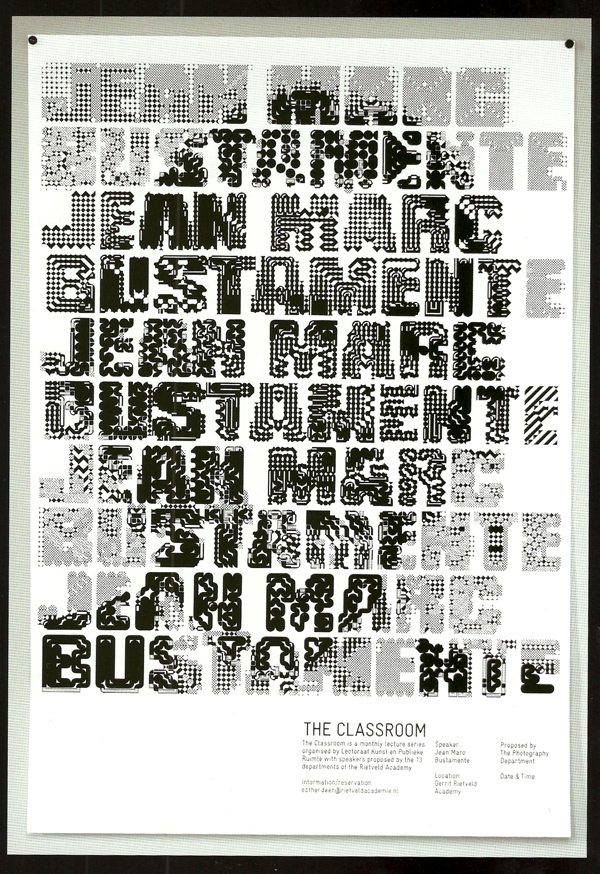 JEAN MARC
BUSTAMENTE
JEAN MARC
BUSTAMENTE
JEAN MARC
BUSTAMENTE
JEAN MARC
BUSTAMENTE
JEAN MARC
BUSTAMENTE
THE CLASSROOM
The Classroom is a monthly lecture series
organised by Lectoraat Kunst en Publieke
Ruimte with speakers proposed by the 13
departments of the Rietveld Academy
Information/reservation:
estherdeen@rietveldacademie.nl
Speaker:
Jean Marc
Bustamente
Location:
Gerrit Rietveld
Academy
Proposed by
The Photography
Department
Date & Time